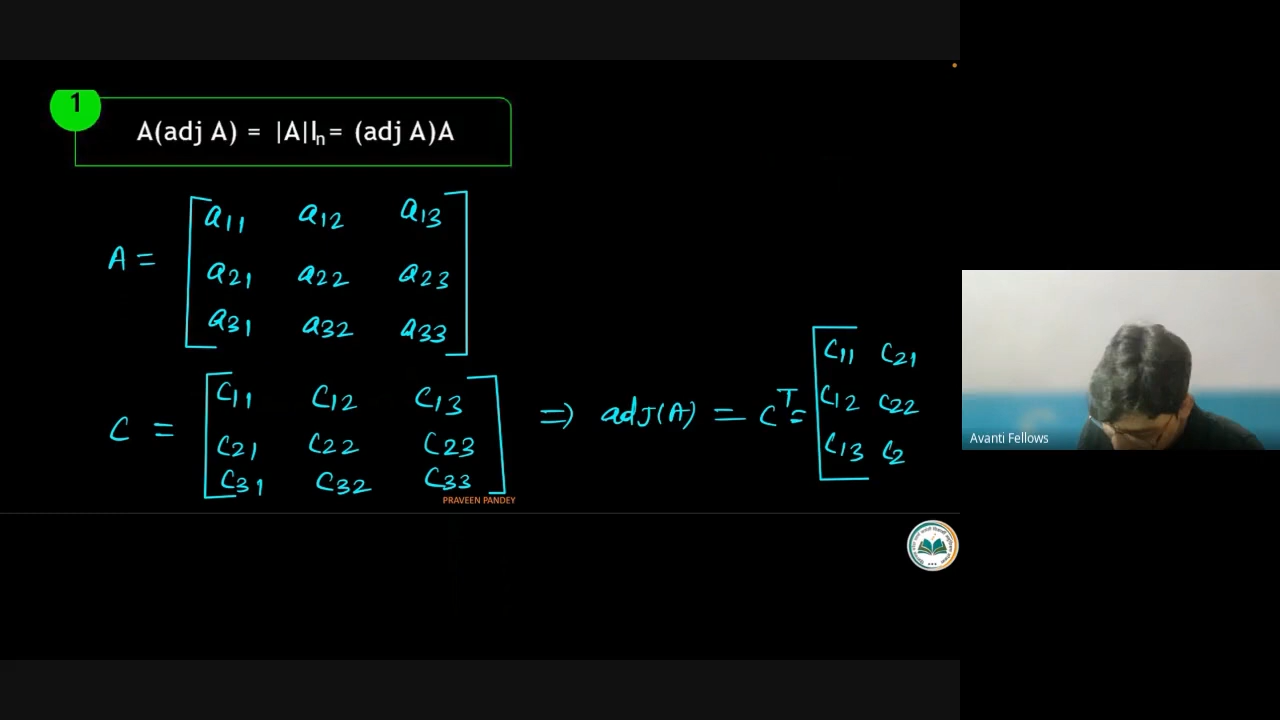 1
A(adj A) = |A|Iₙ = (adj A)A
a₁₁ a₁₂ a₁₃
A =
a₂₁ a₂₂ a₂₃
a₃₁ a₃₂ a₃₃
C₁₁ C₁₂ C₁₃
C =
C₂₁ C₂₂ C₂₃
C₃₁ C₃₂ C₃₃
⇒ adj(A) = Cᵀ =
C₁₁ C₂₁
C₁₂ C₂₂
C₁₃ C₂
PRAVEEN PANDEY
Avanti Fellows